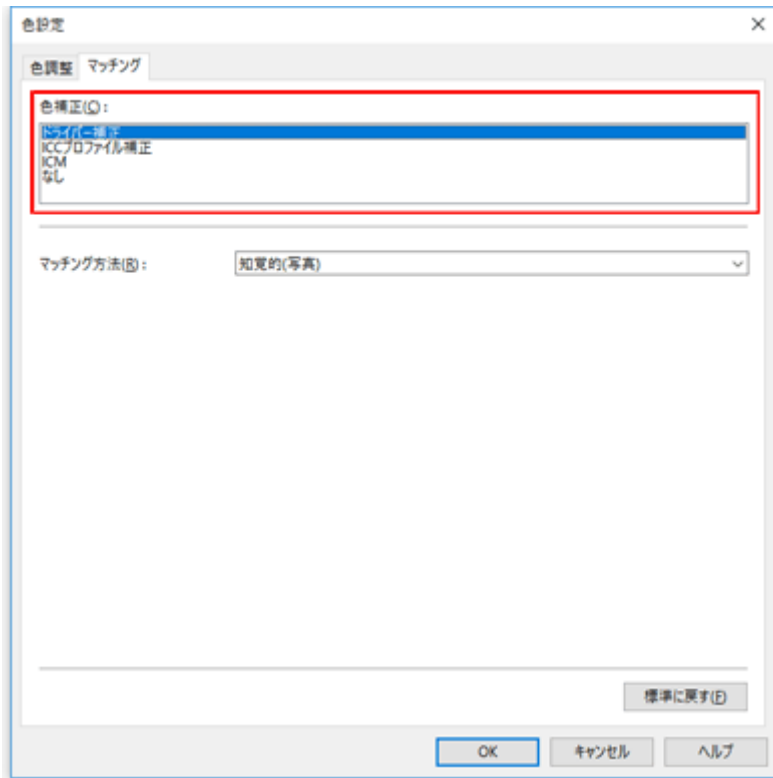 色設定
色調整 マッチング
色補正(C):
ドライバー補正
ICCプロファイル補正
ICM
なし
マッチング方法(R): 知覚的(写真)
標準に戻す(F)
OK キャンセル ヘルプ